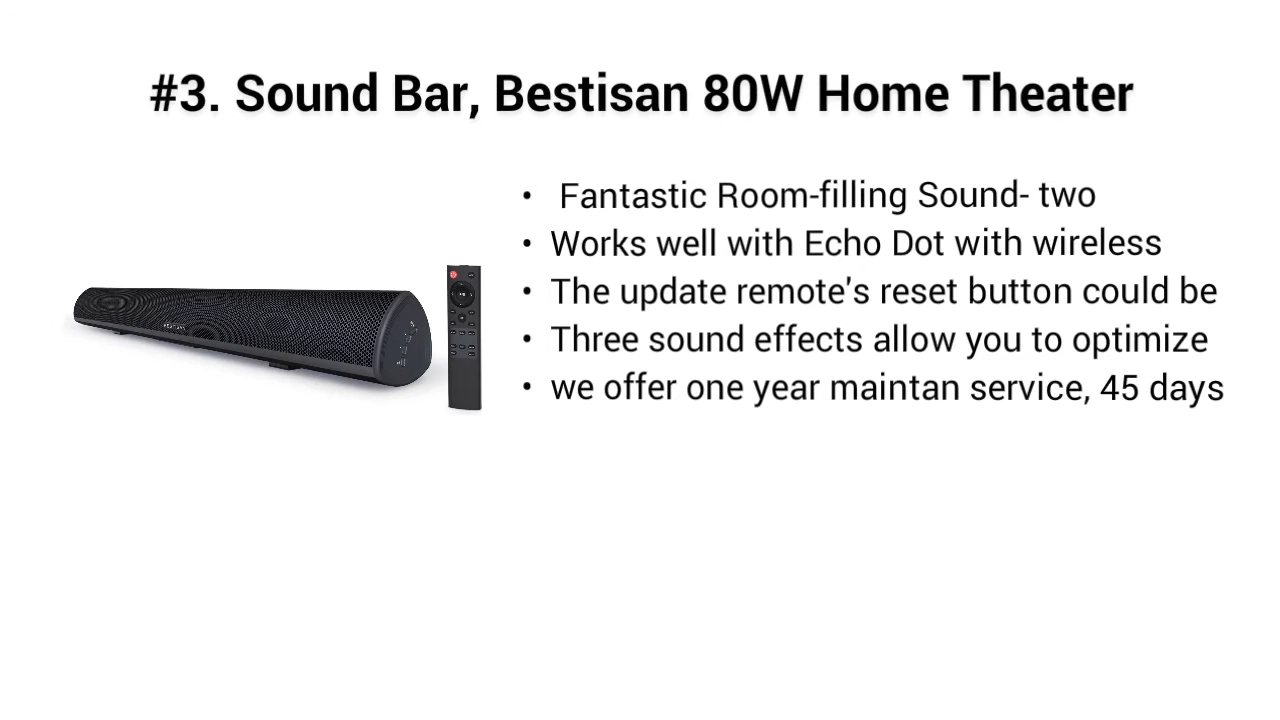 #3. Sound Bar, Bestisan 80W Home Theater
• Fantastic Room-filling Sound- two
• Works well with Echo Dot with wireless
• The update remote's reset button could be
• Three sound effects allow you to optimize
• we offer one year maintan service, 45 days